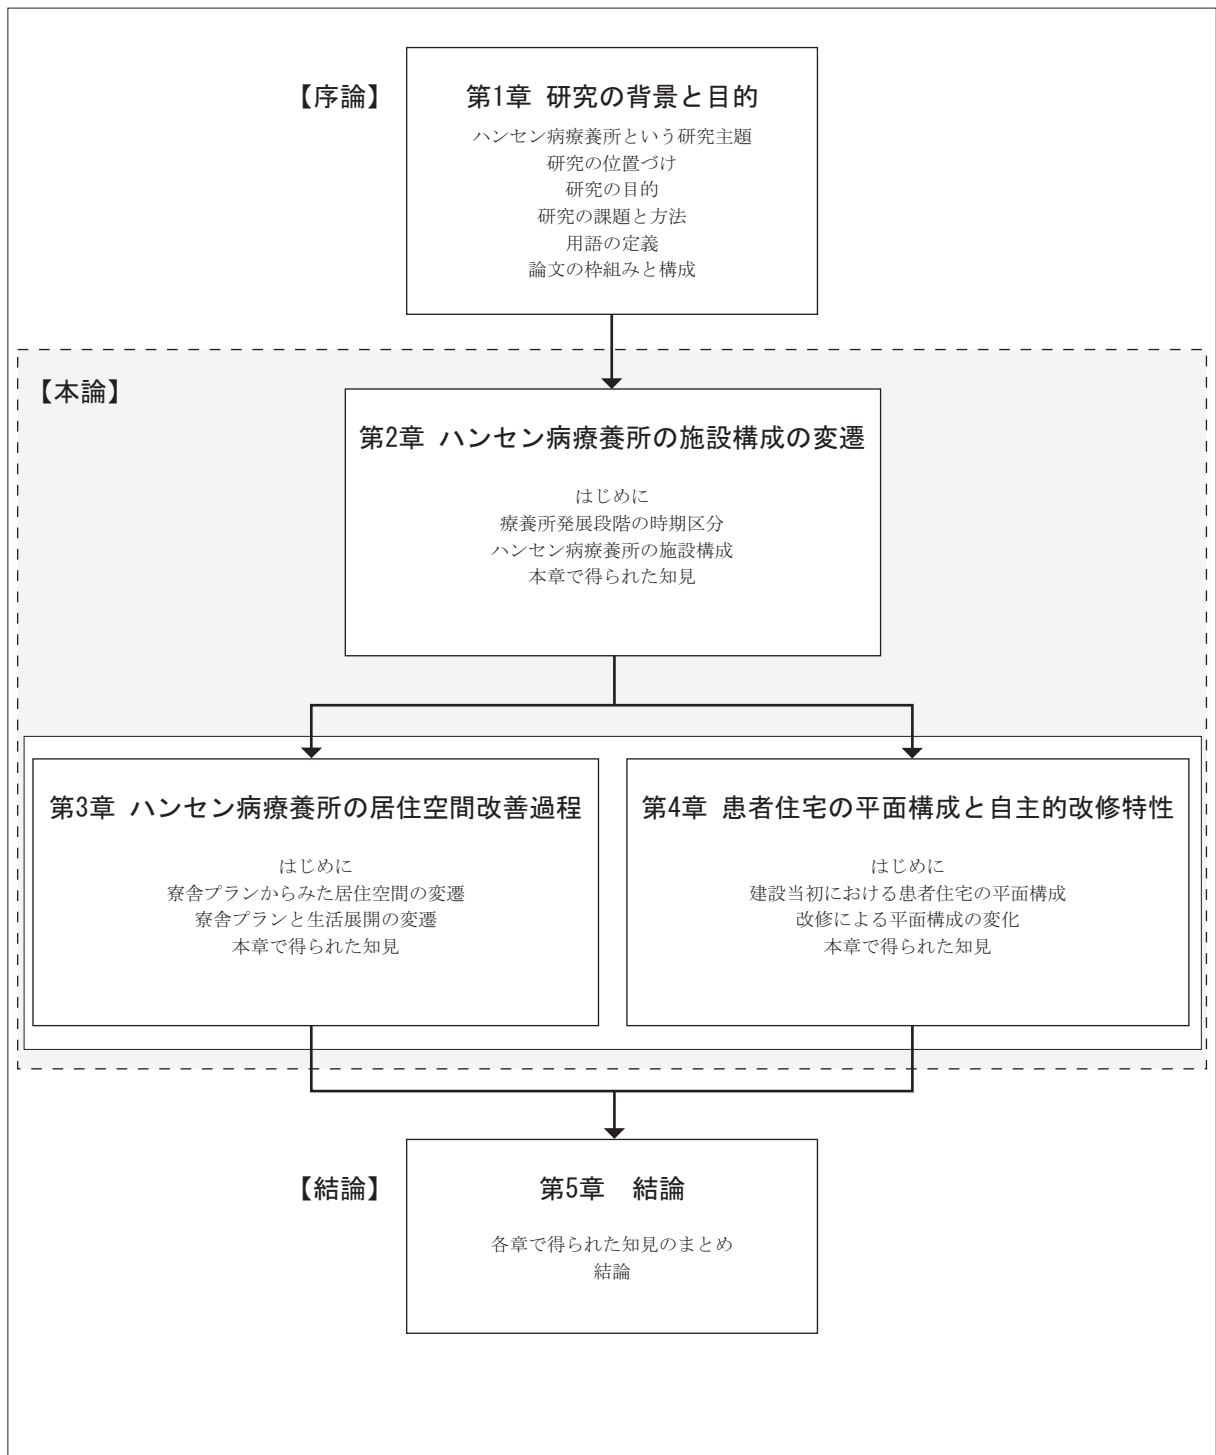 【序論】
第1章 研究の背景と目的
ハンセン病療養所という研究主題
研究の位置づけ
研究の目的
研究の課題と方法
用語の定義
論文の枠組みと構成
【本論】
第2章 ハンセン病療養所の施設構成の変遷
はじめに
療養所発展段階の時期区分
ハンセン病療養所の施設構成
本章で得られた知見
第3章 ハンセン病療養所の居住空間改善過程
はじめに
寮舎プランからみた居住空間の変遷
寮舎プランと生活展開の変遷
本章で得られた知見
第4章 患者住宅の平面構成と自主的改修特性
はじめに
建設当初における患者住宅の平面構成
改修による平面構成の変化
本章で得られた知見
【結論】
第5章　結論
各章で得られた知見のまとめ
結論